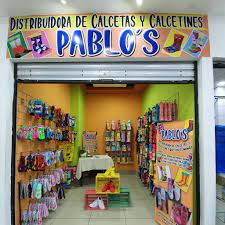 DISTRIBUIDORA DE CALCETAS Y CALCETINES
PABLO'S
PABLO'S